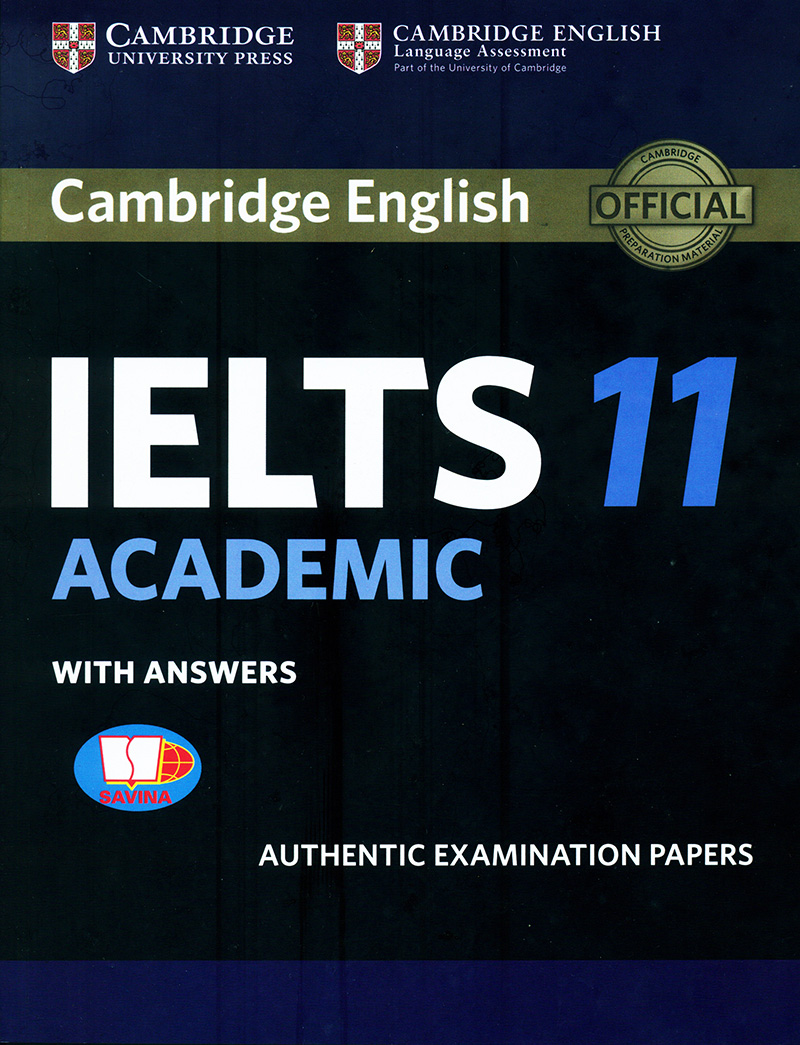 CAMBRIDGE
UNIVERSITY PRESS
CAMBRIDGE ENGLISH
Language Assessment
Part of the University of Cambridge
Cambridge English
CAMBRIDGE
OFFICIAL
PREPARATION MATERIAL
IELTS 11
ACADEMIC
WITH ANSWERS
SAVINA
AUTHENTIC EXAMINATION PAPERS